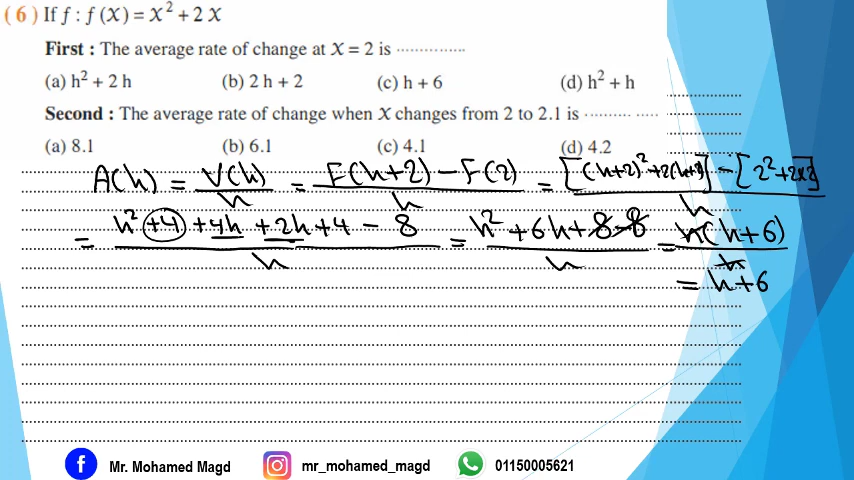 (6) If f : f (X) = X² + 2 X
First : The average rate of change at X = 2 is ...............
(a) h² + 2 h (b) 2 h + 2 (c) h + 6 (d) h² + h
Second : The average rate of change when X changes from 2 to 2.1 is ......... .....
(a) 8.1 (b) 6.1 (c) 4.1 (d) 4.2
A(h) = V(h)/h = F(h+2) - F(2)/h = [(h+2)² + 2(h+2)] - [2² + 2×2]/h
= h² + 4 + 4h + 2h + 4 - 8/h = h² + 6h + 8 - 8/h = h(h+6)/h
= h + 6
Mr. Mohamed Magd mr_mohamed_magd 01150005621